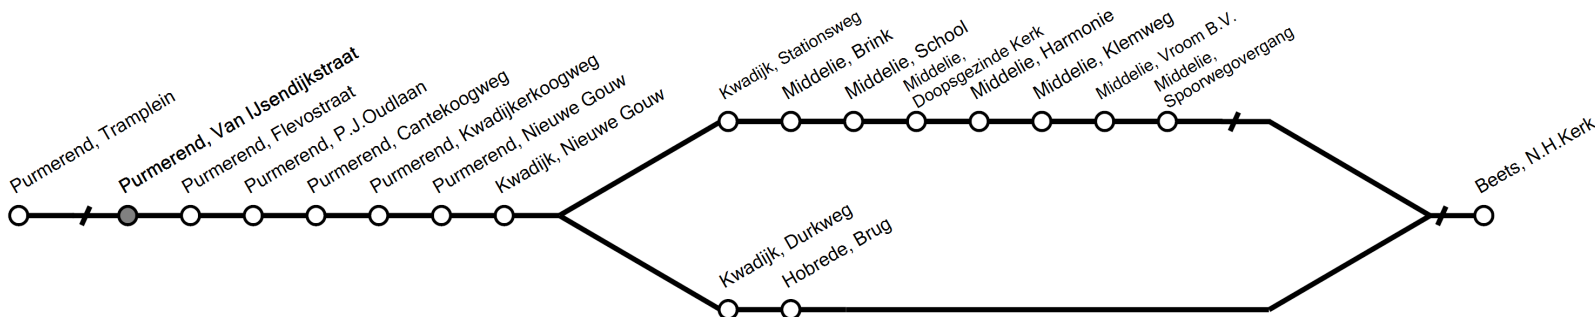 Purmerend, Tramplein
Purmerend, Van IJsendijkstraat
Purmerend, Flevostraat
Purmerend, P.J.Oudlaan
Purmerend, Cantekoogweg
Purmerend, Kwadijkerkoogweg
Purmerend, Nieuwe Gouw
Kwadijk, Nieuwe Gouw
Kwadijk, Stationsweg
Middelie, Brink
Middelie, School
Middelie,
Doopsgezinde Kerk
Middelie, Harmonie
Middelie, Klemweg
Middelie, Vroom B.V.
Middelie,
Spoorwegovergang
Kwadijk, Durkweg
Hobrede, Brug
Beets, N.H.Kerk